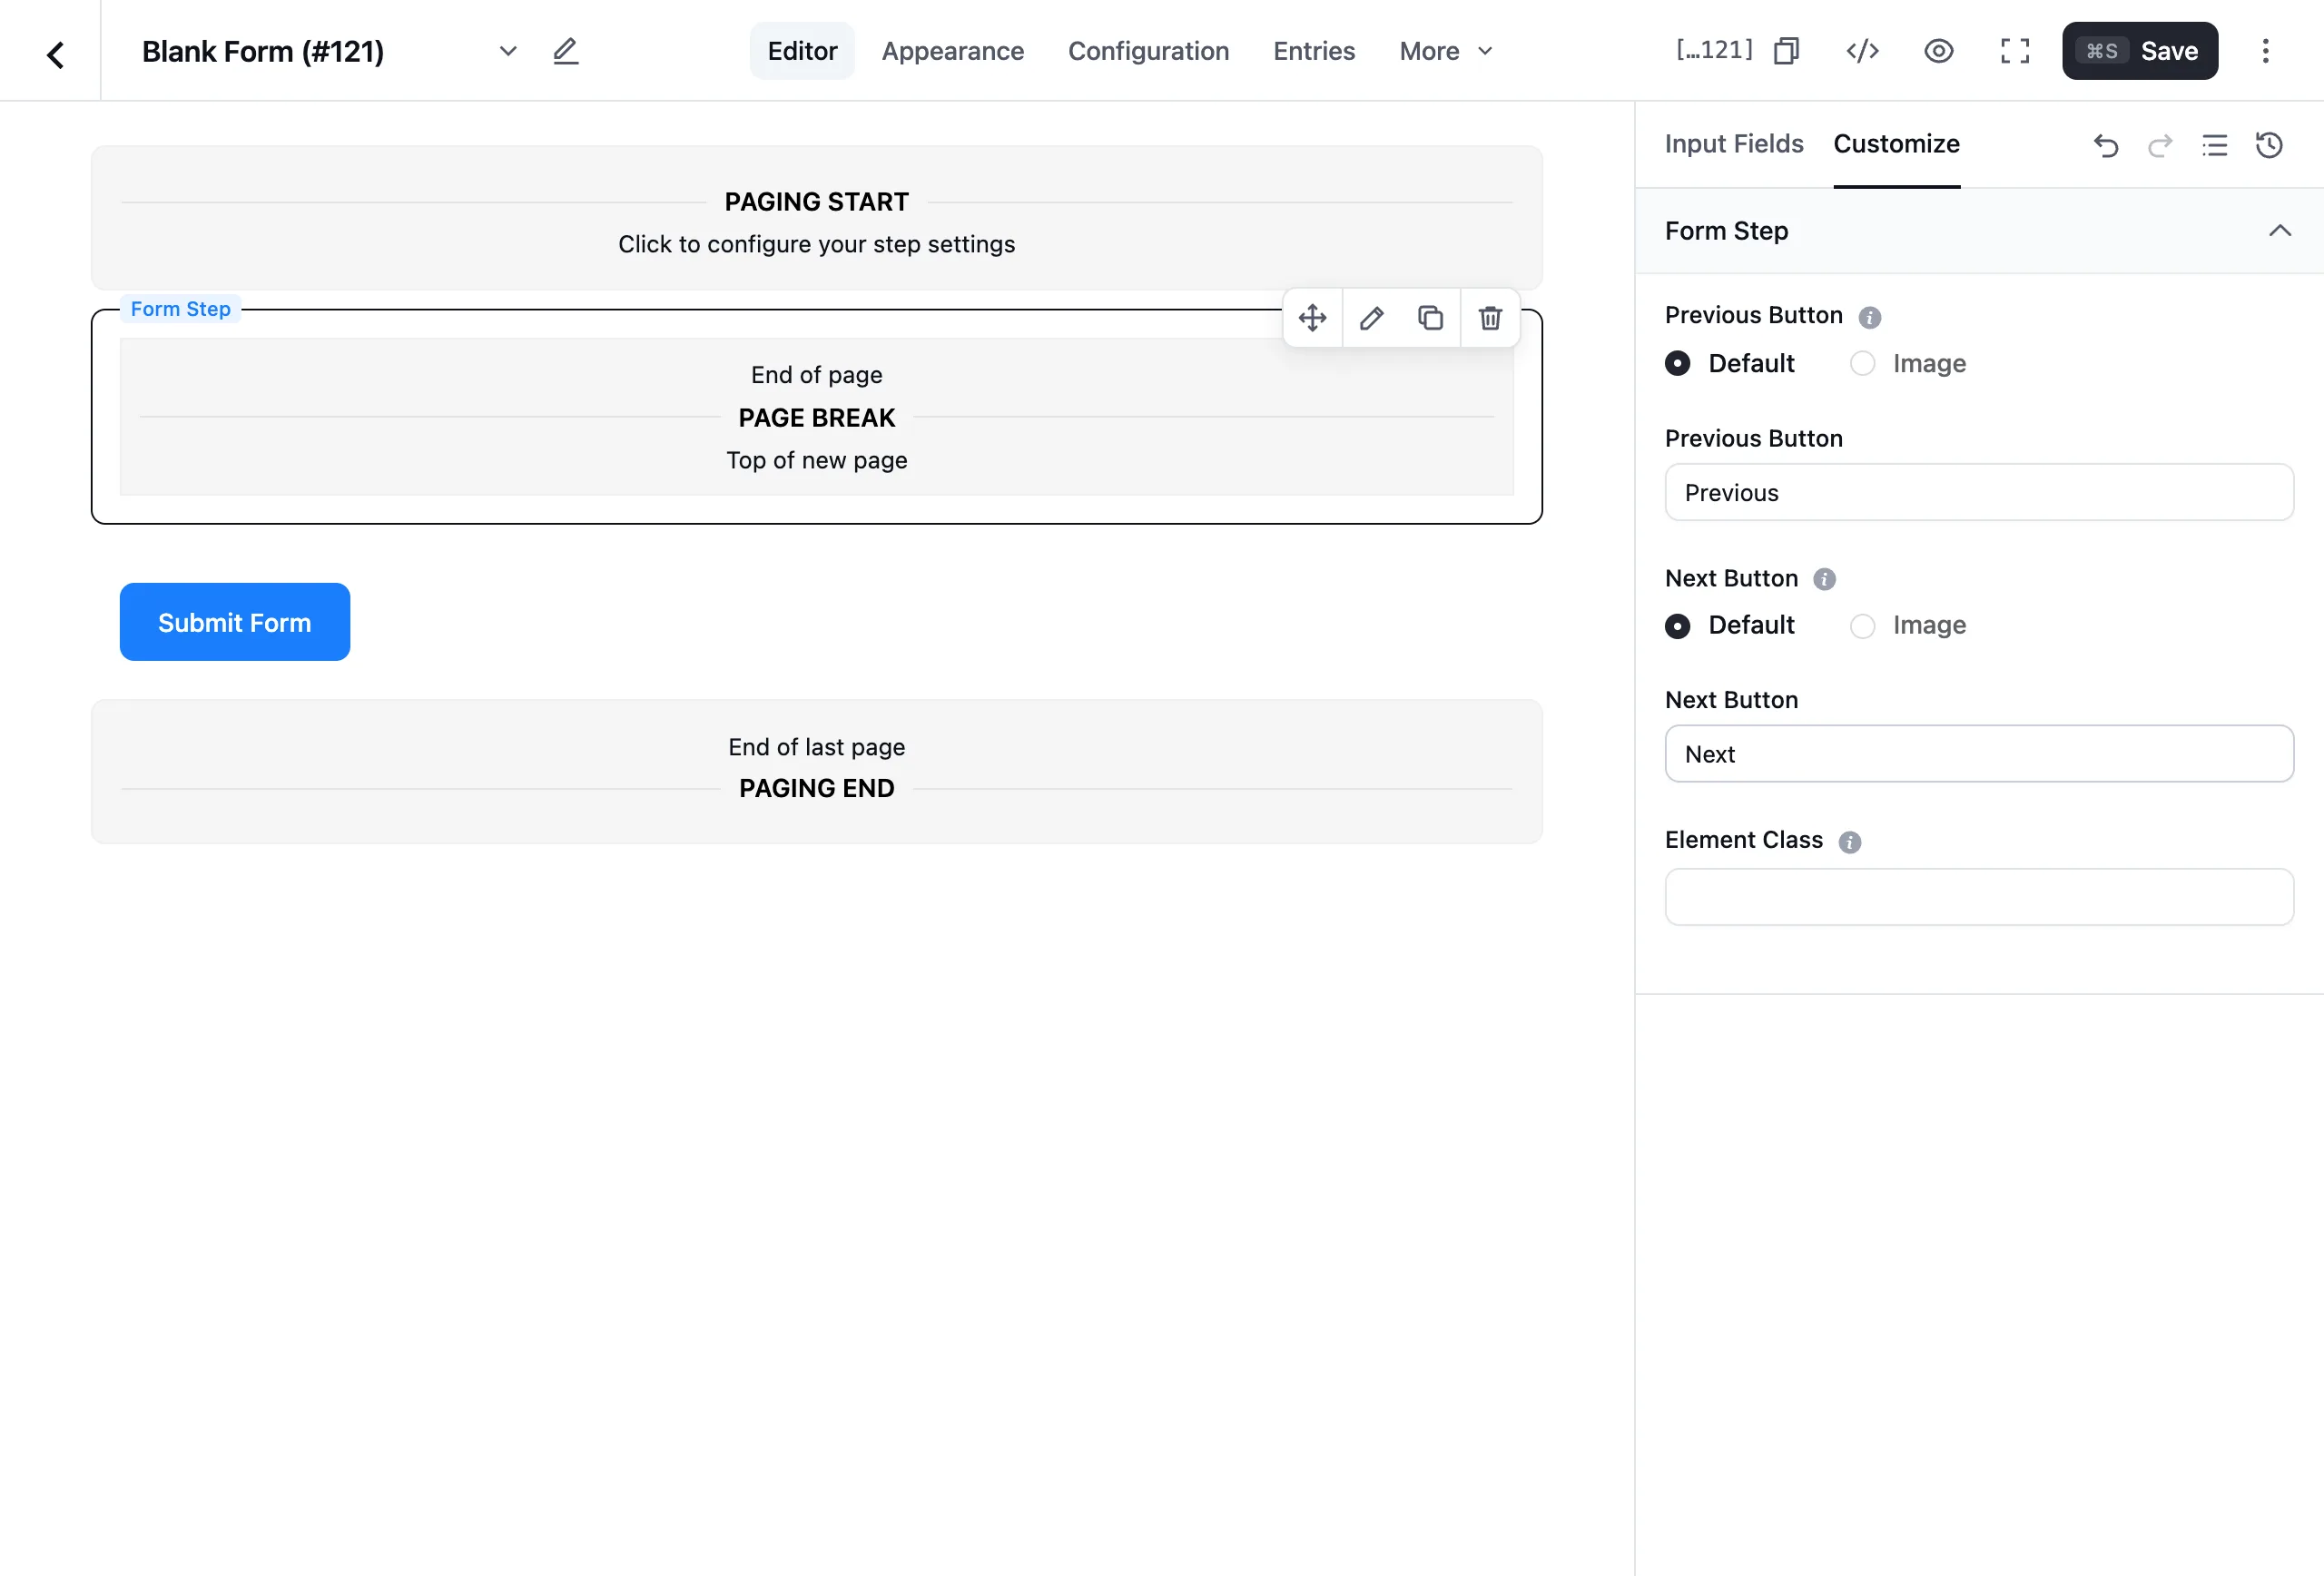 Blank Form (#121)
Editor
Appearance
Configuration
Entries
More
[...121]
⌘S Save
Input Fields
Customize
PAGING START
Click to configure your step settings
Form Step
End of page
PAGE BREAK
Top of new page
Submit Form
End of last page
PAGING END
Form Step
Previous Button
Default
Image
Previous Button
Previous
Next Button
Default
Image
Next Button
Next
Element Class